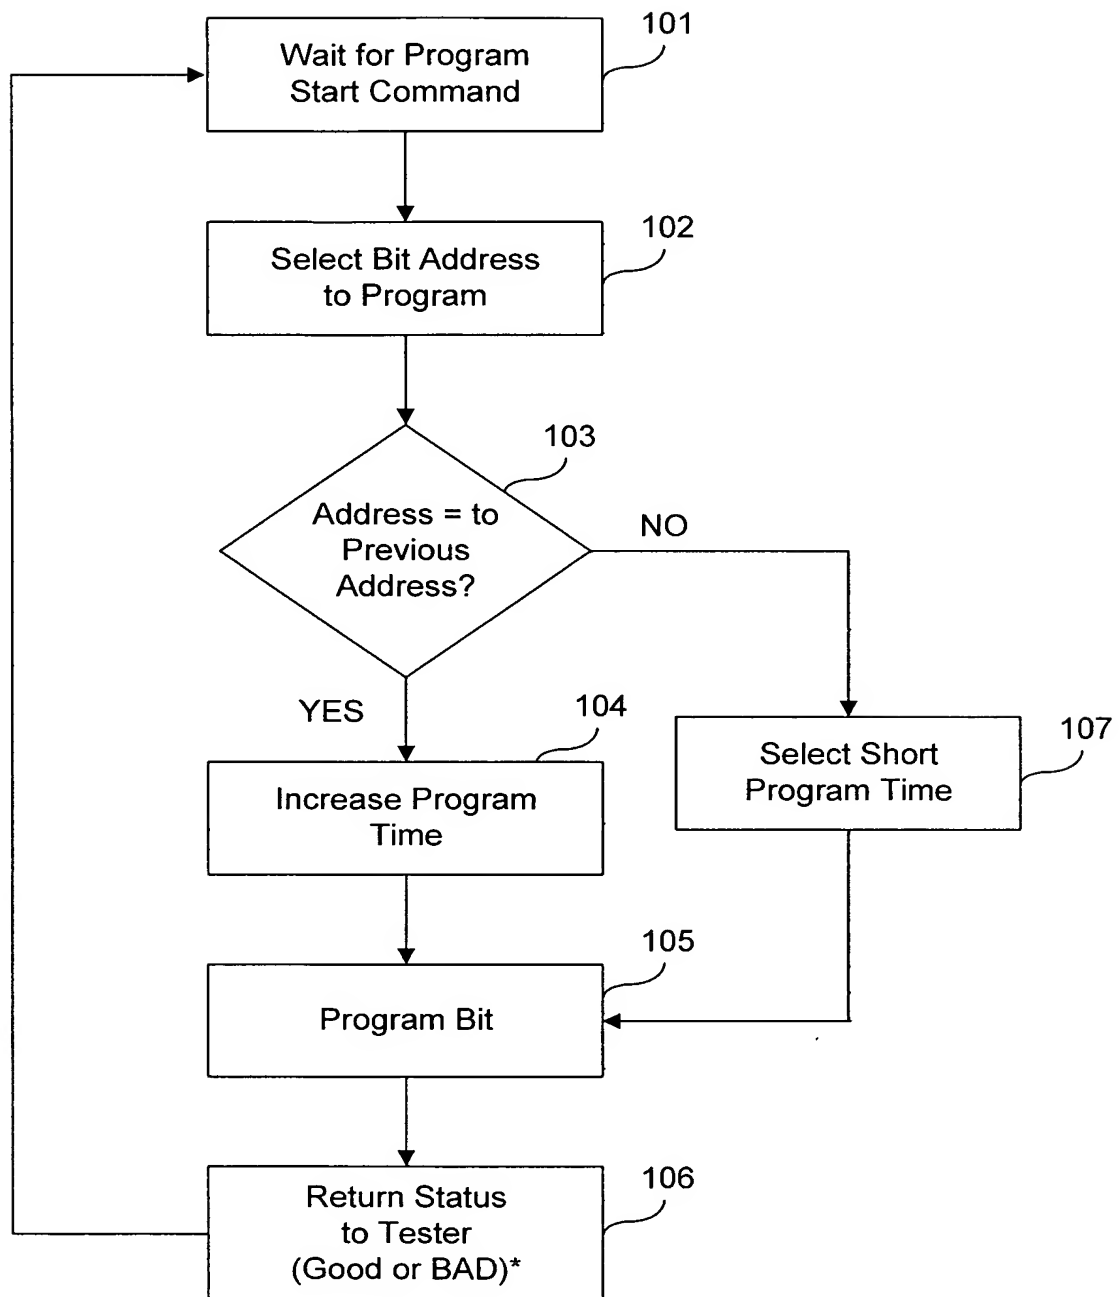 101
Wait for Program
Start Command
102
Select Bit Address
to Program
103
Address = to
Previous
Address?
NO
YES
104
Increase Program
Time
107
Select Short
Program Time
105
Program Bit
106
Return Status
to Tester
(Good or BAD)*